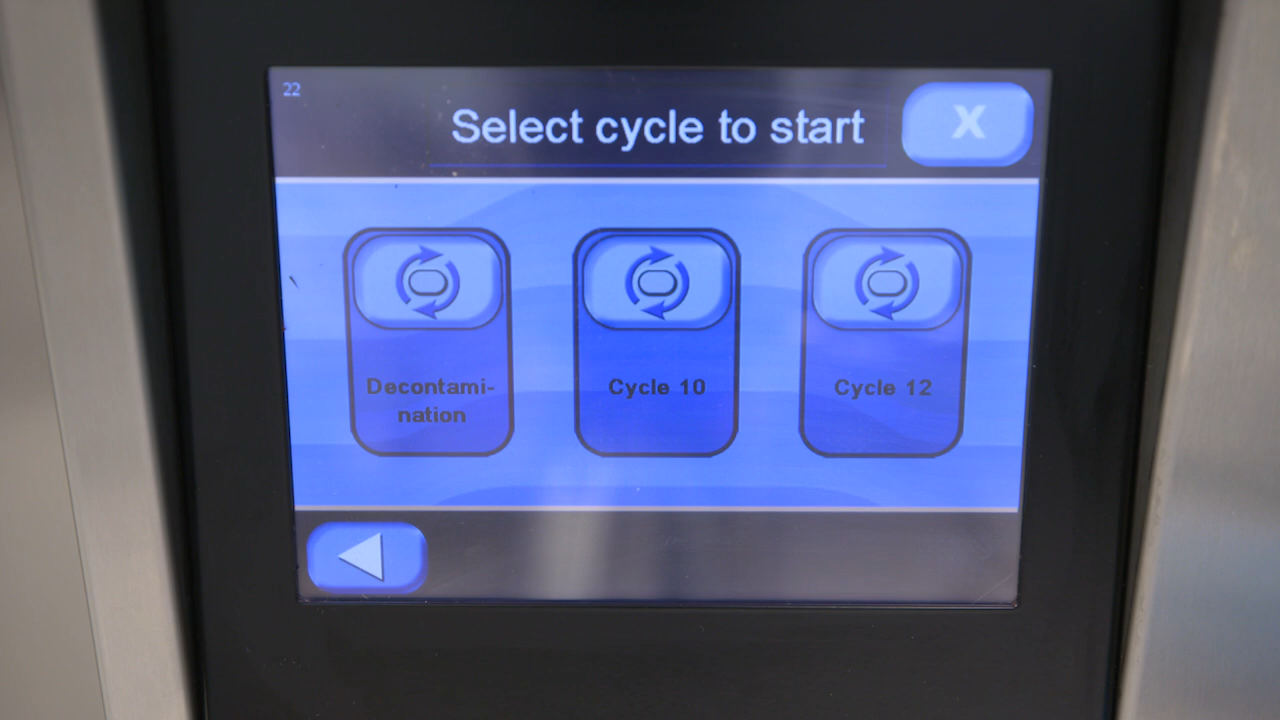 22
Select cycle to start
X
Decontami-
nation
Cycle 10
Cycle 12